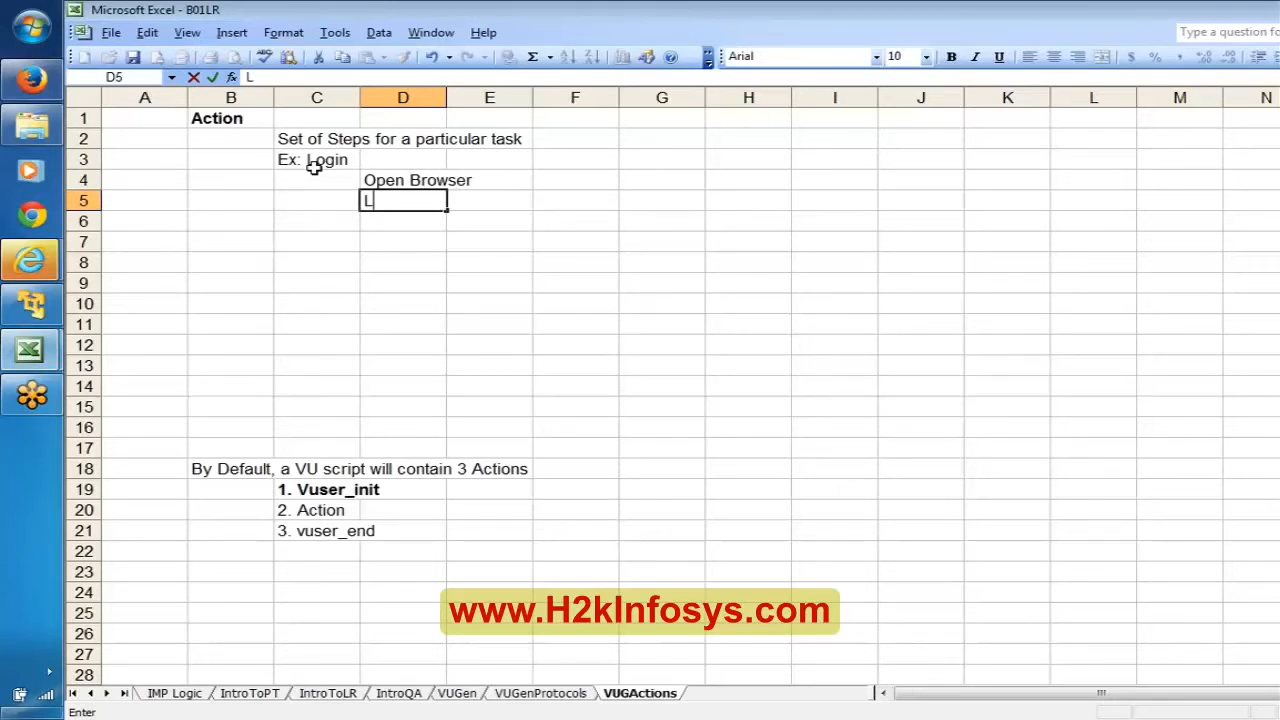 Microsoft Excel - B01LR
File Edit View Insert Format Tools Data Window Help
Type a question fo
Arial 10 B I U $ %
D5 fx L
A B C D E F G H I J K L M N
1 Action
2 Set of Steps for a particular task
3 Ex: Login
4 Open Browser
5 L
6
7
8
9
10
11
12
13
14
15
16
17
18 By Default, a VU script will contain 3 Actions
19 1. Vuser_init
20 2. Action
21 3. vuser_end
22
23
24
www.H2kInfosys.com
25
26
27
28
IMP Logic IntroToPT IntroToLR IntroQA VUGen VUGenProtocols VUGActions
Enter